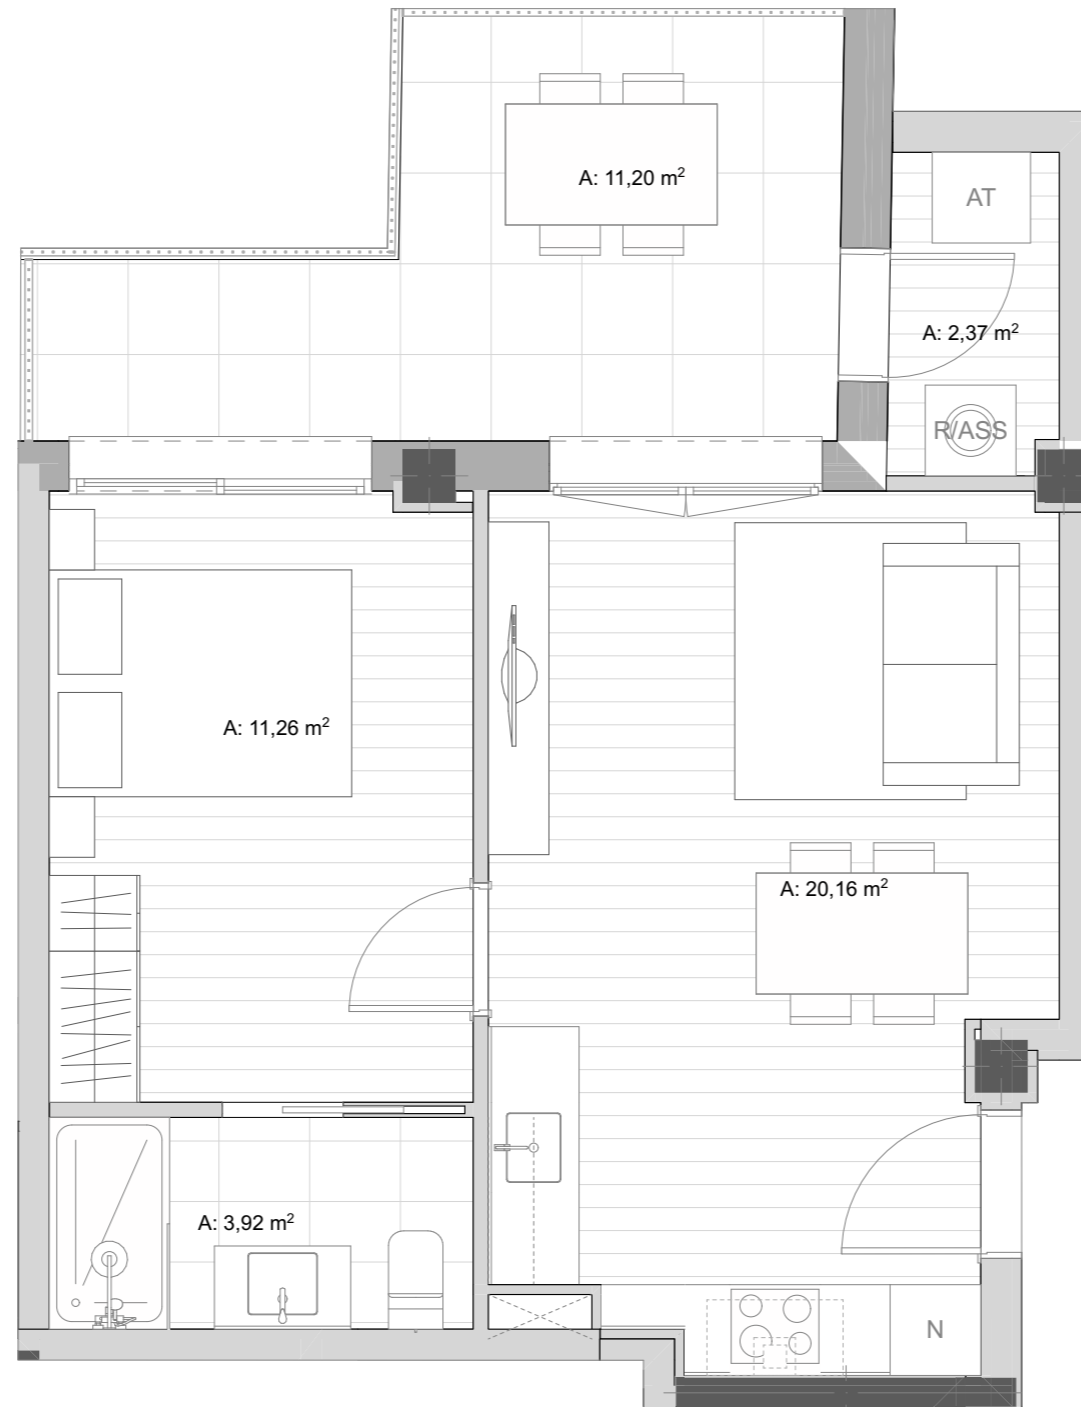 A: 11,20 m²
AT
A: 2,37 m²
R/ASS
A: 11,26 m²
A: 20,16 m²
A: 3,92 m²
N